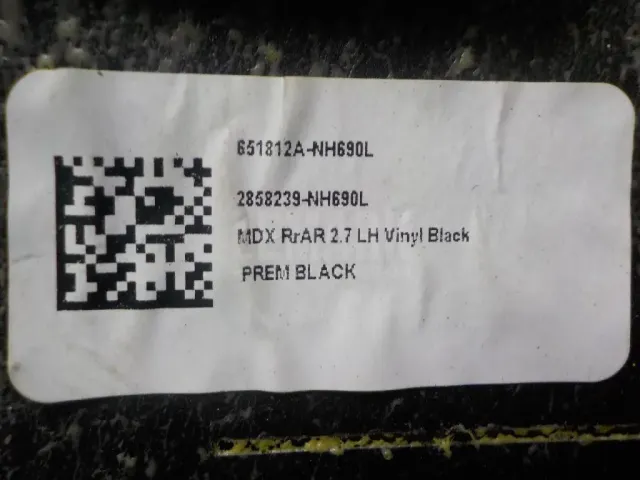 651812A-NH690L
2858239-NH690L
MDX RrAR 2.7 LH Vinyl Black
PREM BLACK